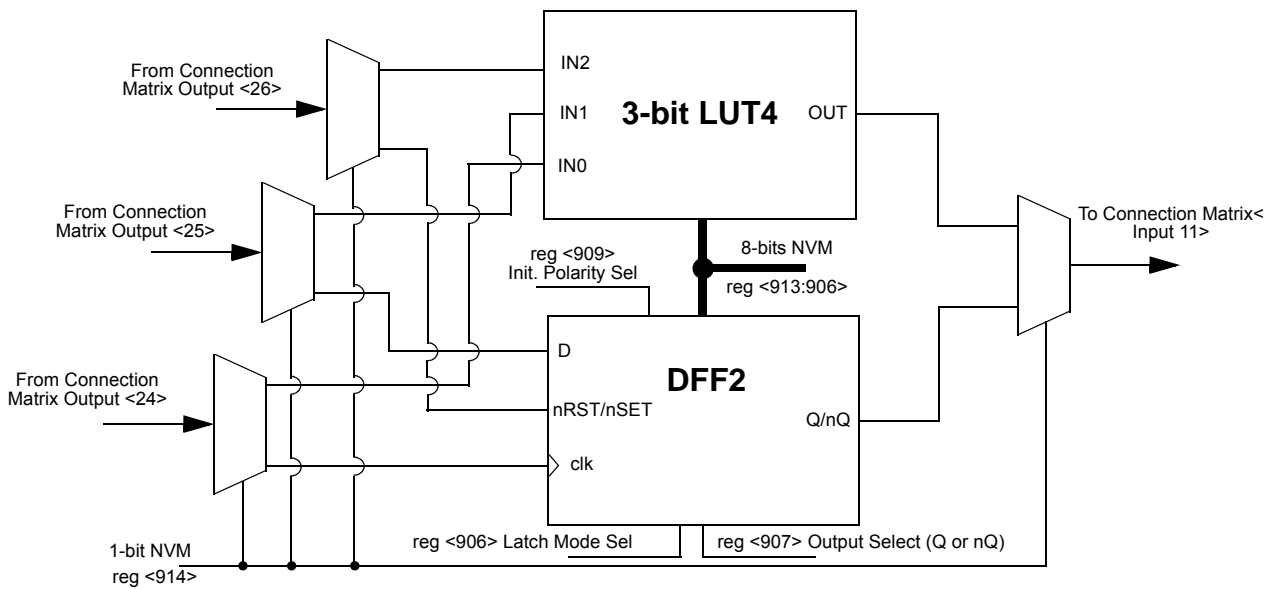 From Connection
Matrix Output <26>
IN2
IN1
IN0
3-bit LUT4
OUT
From Connection
Matrix Output <25>
To Connection Matrix<
Input 11>
reg <909>
Init. Polarity Sel
8-bits NVM
reg <913:906>
From Connection
Matrix Output <24>
D
nRST/nSET
clk
DFF2
Q/nQ
reg <906> Latch Mode Sel
reg <907> Output Select (Q or nQ)
1-bit NVM
reg <914>